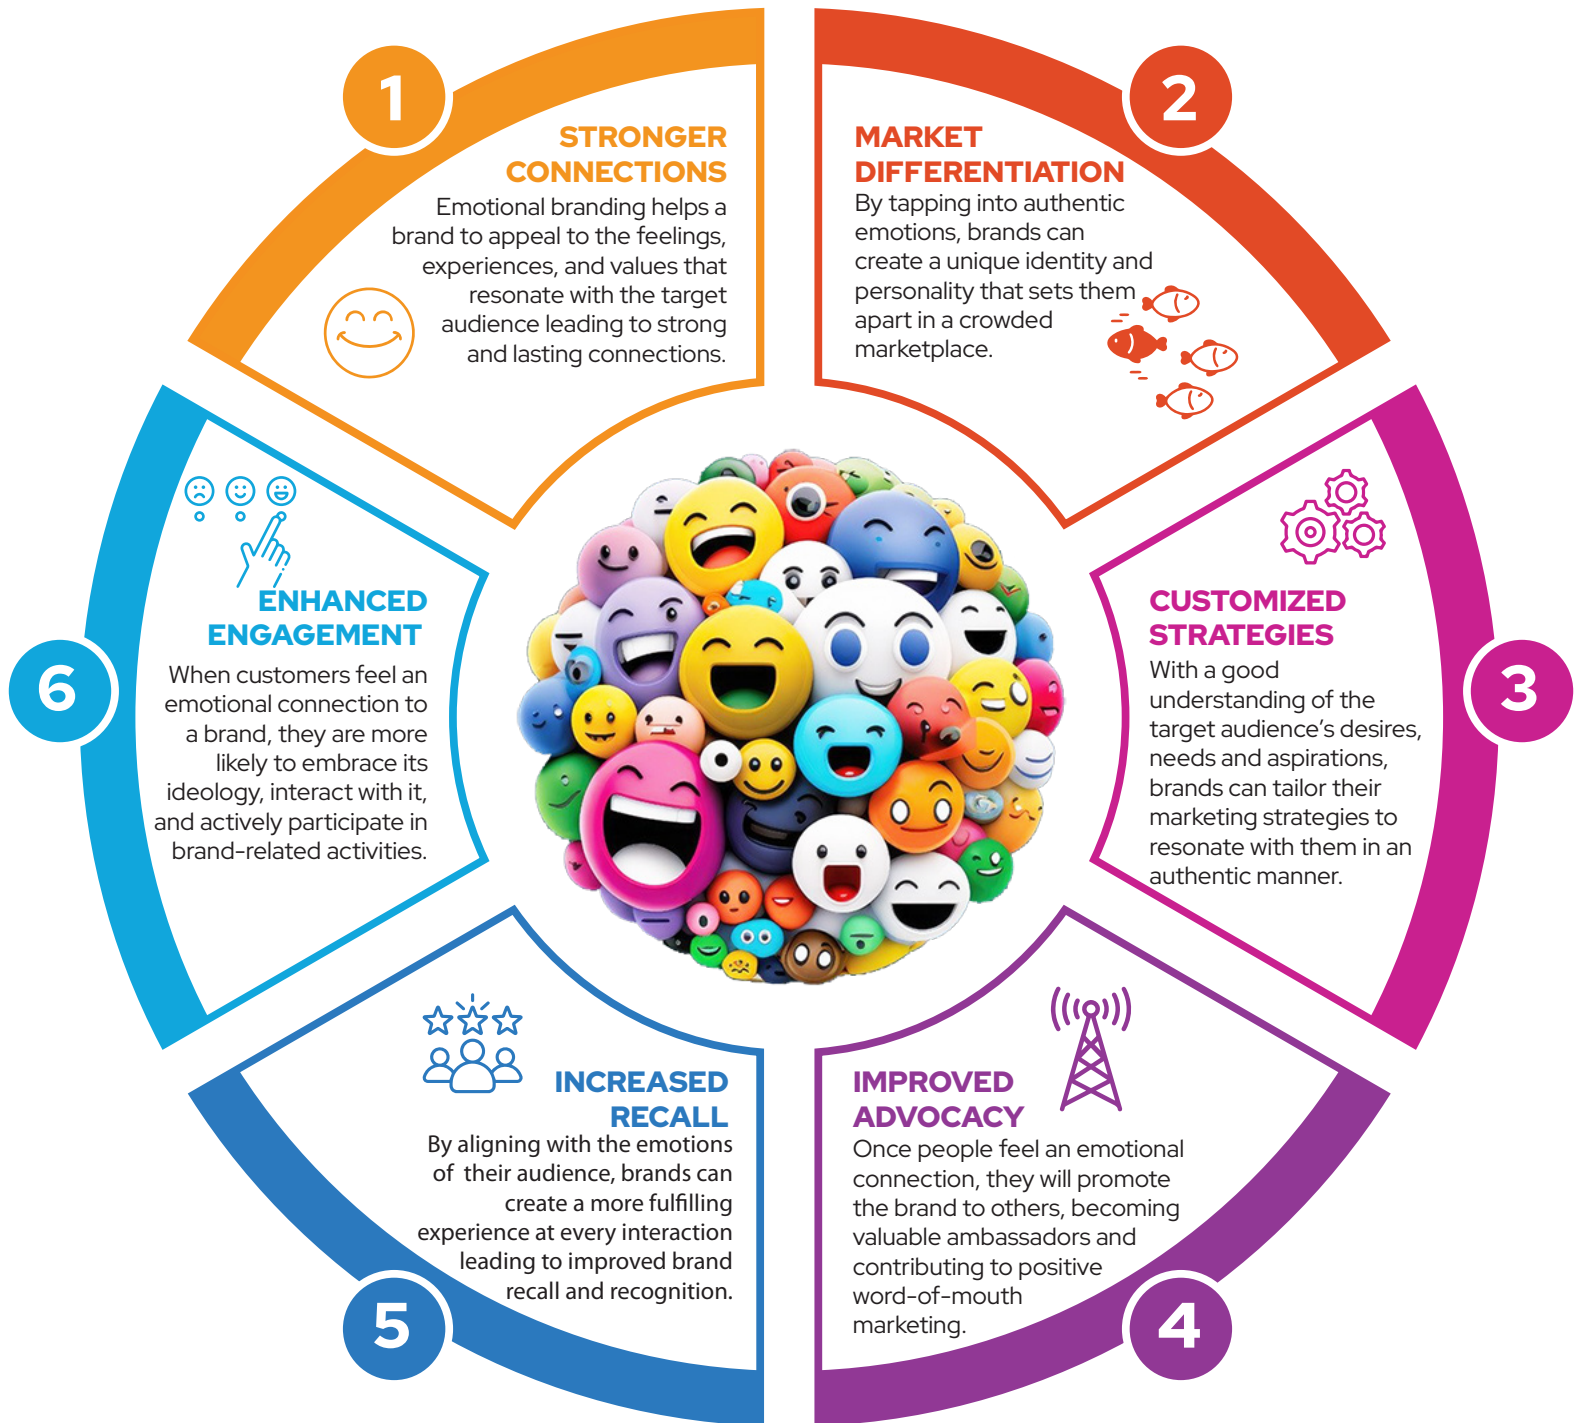 1
STRONGER
CONNECTIONS
Emotional branding helps a
brand to appeal to the feelings,
experiences, and values that
resonate with the target
audience leading to strong
and lasting connections.
2
MARKET
DIFFERENTIATION
By tapping into authentic
emotions, brands can
create a unique identity and
personality that sets them
apart in a crowded
marketplace.
3
CUSTOMIZED
STRATEGIES
With a good
understanding of the
target audience’s desires,
needs and aspirations,
brands can tailor their
marketing strategies to
resonate with them in an
authentic manner.
4
IMPROVED
ADVOCACY
Once people feel an emotional
connection, they will promote
the brand to others, becoming
valuable ambassadors and
contributing to positive
word-of-mouth
marketing.
5
INCREASED
RECALL
By aligning with the emotions
of their audience, brands can
create a more fulfilling
experience at every interaction
leading to improved brand
recall and recognition.
6
ENHANCED
ENGAGEMENT
When customers feel an
emotional connection to
a brand, they are more
likely to embrace its
ideology, interact with it,
and actively participate in
brand-related activities.